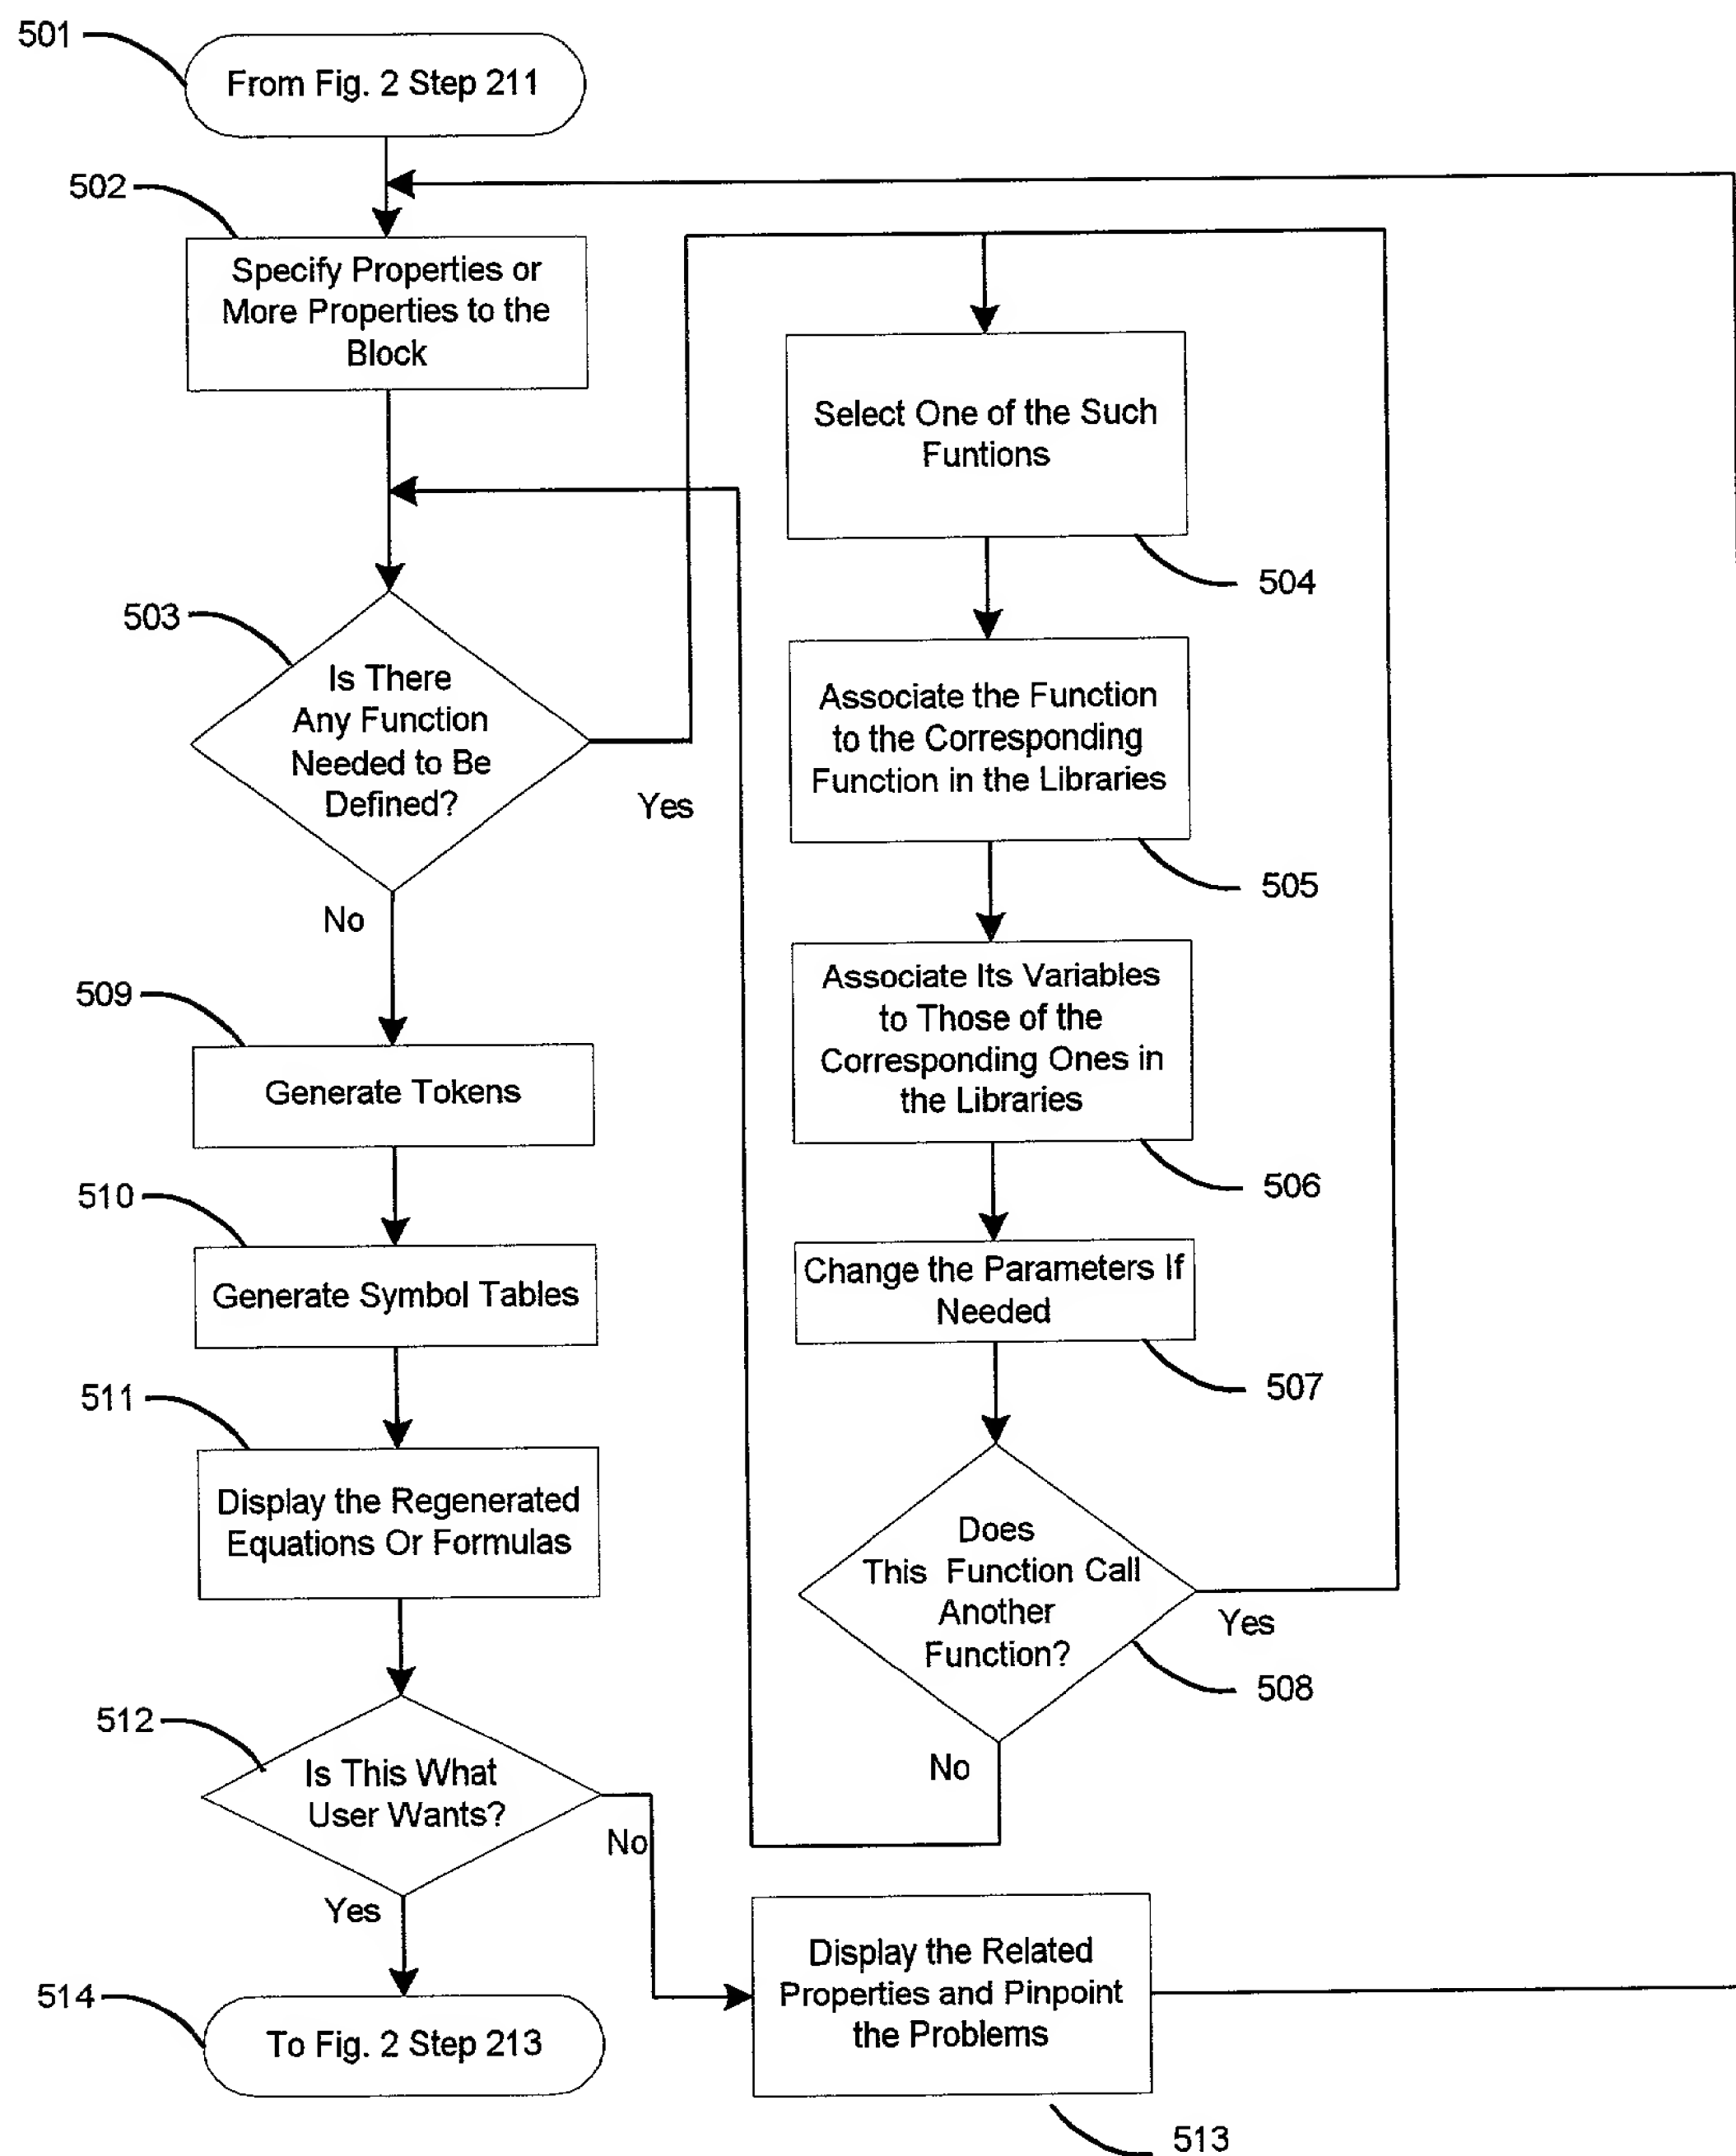 501
From Fig. 2 Step 211
502
Specify Properties or
More Properties to the
Block
503
Is There
Any Function
Needed to Be
Defined?
Yes
No
Select One of the Such
Funtions
504
Associate the Function
to the Corresponding
Function in the Libraries
505
Associate Its Variables
to Those of the
Corresponding Ones in
the Libraries
506
Change the Parameters If
Needed
507
Does
This Function Call
Another
Function?
Yes
508
No
509
Generate Tokens
510
Generate Symbol Tables
511
Display the Regenerated
Equations Or Formulas
512
Is This What
User Wants?
No
Yes
Display the Related
Properties and Pinpoint
the Problems
513
514
To Fig. 2 Step 213